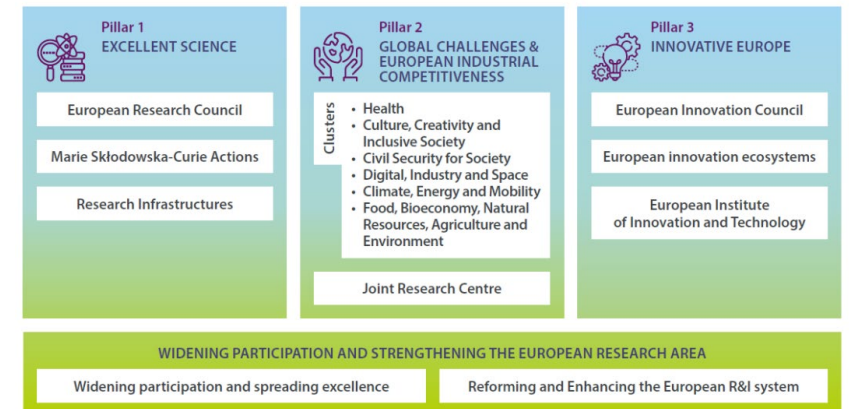 Pillar 1
EXCELLENT SCIENCE
European Research Council
Marie Skłodowska-Curie Actions
Research Infrastructures
Pillar 2
GLOBAL CHALLENGES &
EUROPEAN INDUSTRIAL
COMPETITIVENESS
Clusters
• Health
• Culture, Creativity and
Inclusive Society
• Civil Security for Society
• Digital, Industry and Space
• Climate, Energy and Mobility
• Food, Bioeconomy, Natural
Resources, Agriculture and
Environment
Joint Research Centre
Pillar 3
INNOVATIVE EUROPE
European Innovation Council
European innovation ecosystems
European Institute
of Innovation and Technology
WIDENING PARTICIPATION AND STRENGTHENING THE EUROPEAN RESEARCH AREA
Widening participation and spreading excellence
Reforming and Enhancing the European R&I system